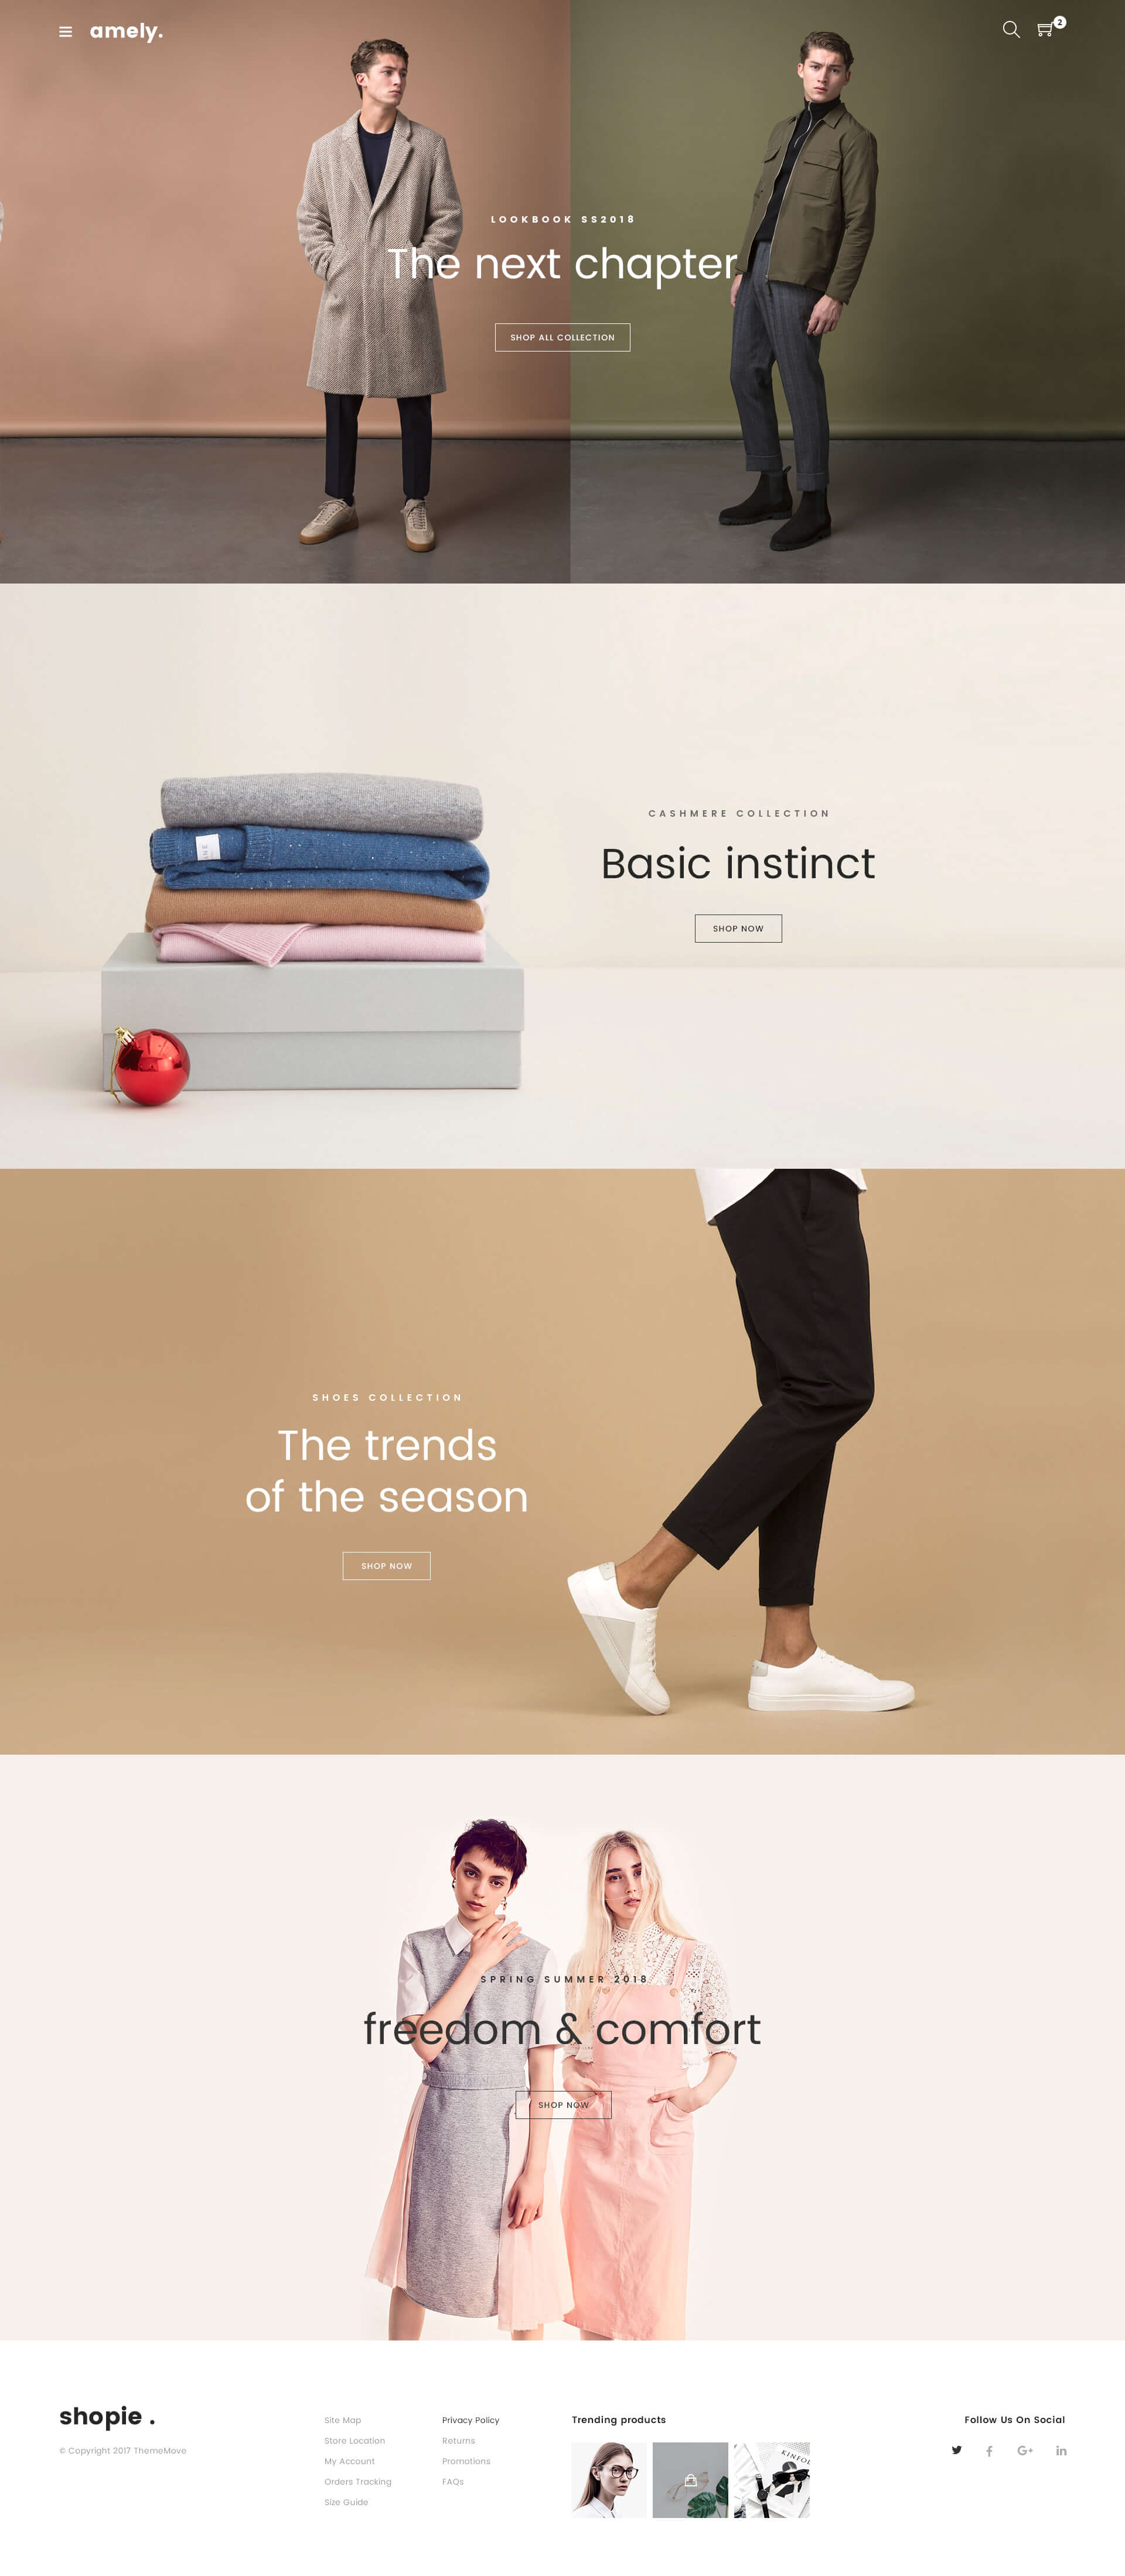 amely.
2
LOOKBOOK SS2018
The next chapter
SHOP ALL COLLECTION
CASHMERE COLLECTION
Basic instinct
SHOP NOW
SHOES COLLECTION
The trends
of the season
SHOP NOW
SPRING SUMMER 2018
freedom & comfort
SHOP NOW
shopie .
© Copyright 2017 ThemeMove
Site Map
Store Location
My Account
Orders Tracking
Size Guide
Privacy Policy
Returns
Promotions
FAQs
Trending products
Follow Us On Social